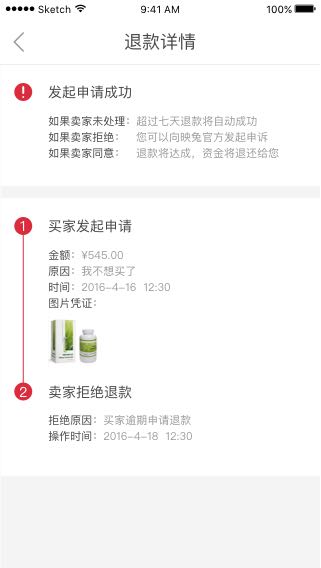 Sketch 9:41 AM 100%
退款详情
发起申请成功
如果卖家未处理：超过七天退款将自动成功
如果卖家拒绝： 您可以向映兔官方发起申诉
如果卖家同意： 退款将达成，资金将退还给您
1 买家发起申请
金额：¥545.00
原因：我不想买了
时间：2016-4-16 12:30
图片凭证：
2 卖家拒绝退款
拒绝原因：买家逾期申请退款
操作时间：2016-4-18 12:30